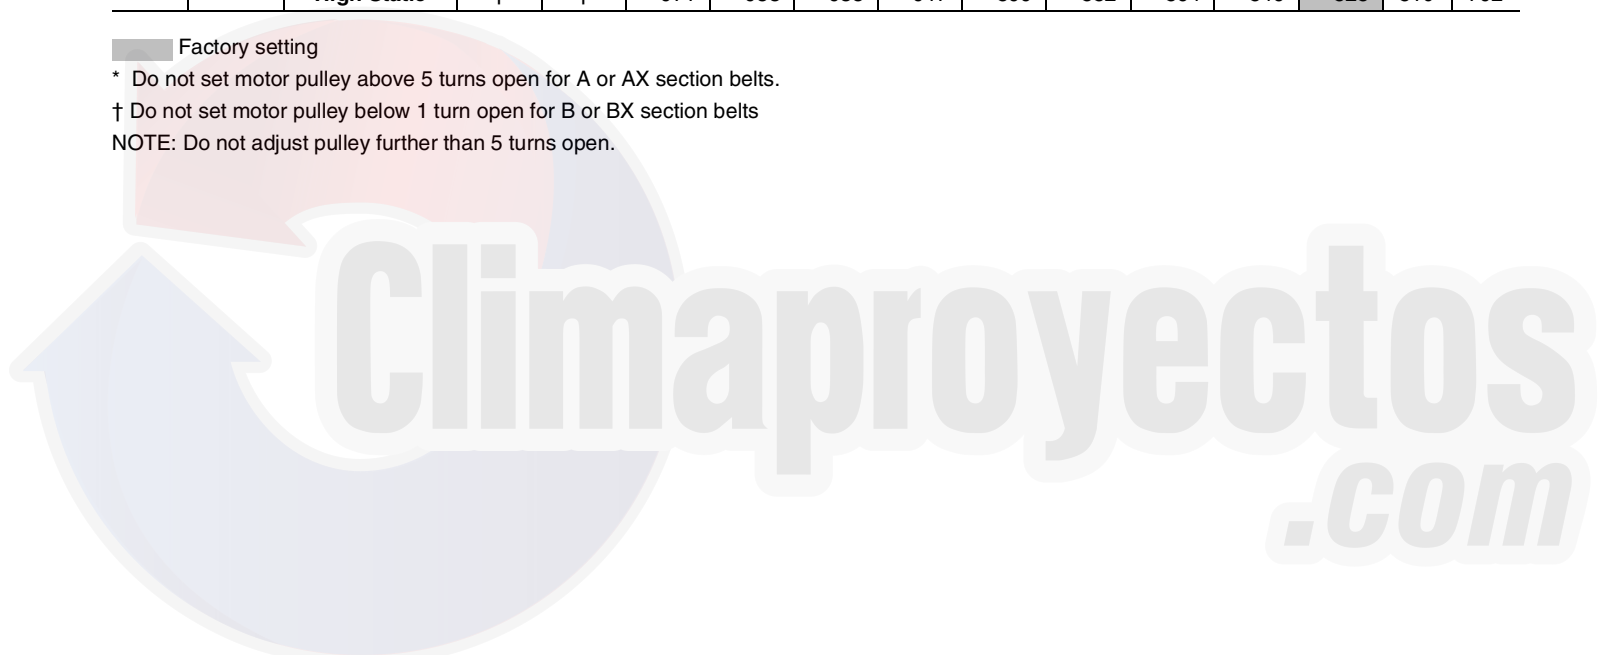 High Static
Factory setting
* Do not set motor pulley above 5 turns open for A or AX section belts.
† Do not set motor pulley below 1 turn open for B or BX section belts
NOTE: Do not adjust pulley further than 5 turns open.
Climaproyectos
.com